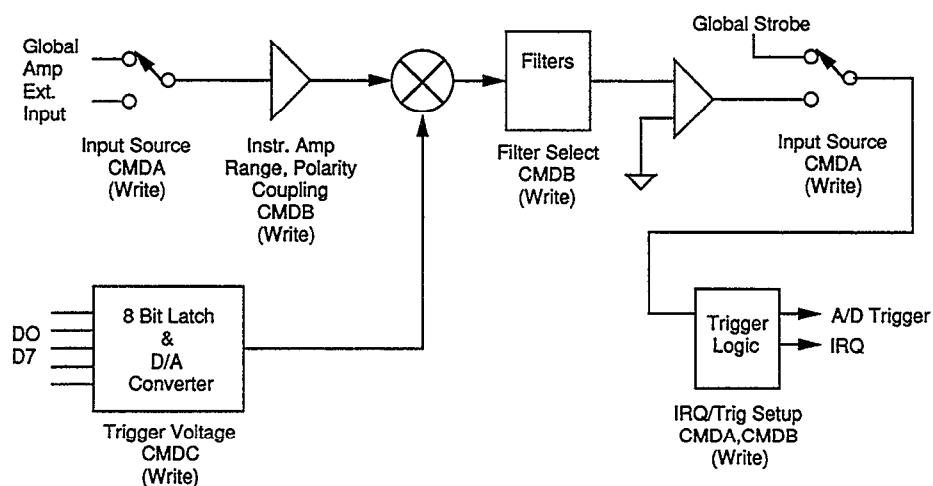 Global
Amp
Ext.
Input
Input Source
CMDA
(Write)
Instr. Amp
Range, Polarity
Coupling
CMDB
(Write)
Filters
Filter Select
CMDB
(Write)
Global Strobe
Input Source
CMDA
(Write)
DO
D7
8 Bit Latch
&
D/A
Converter
Trigger Voltage
CMDC
(Write)
Trigger
Logic
A/D Trigger
IRQ
IRQ/Trig Setup
CMDA,CMDB
(Write)